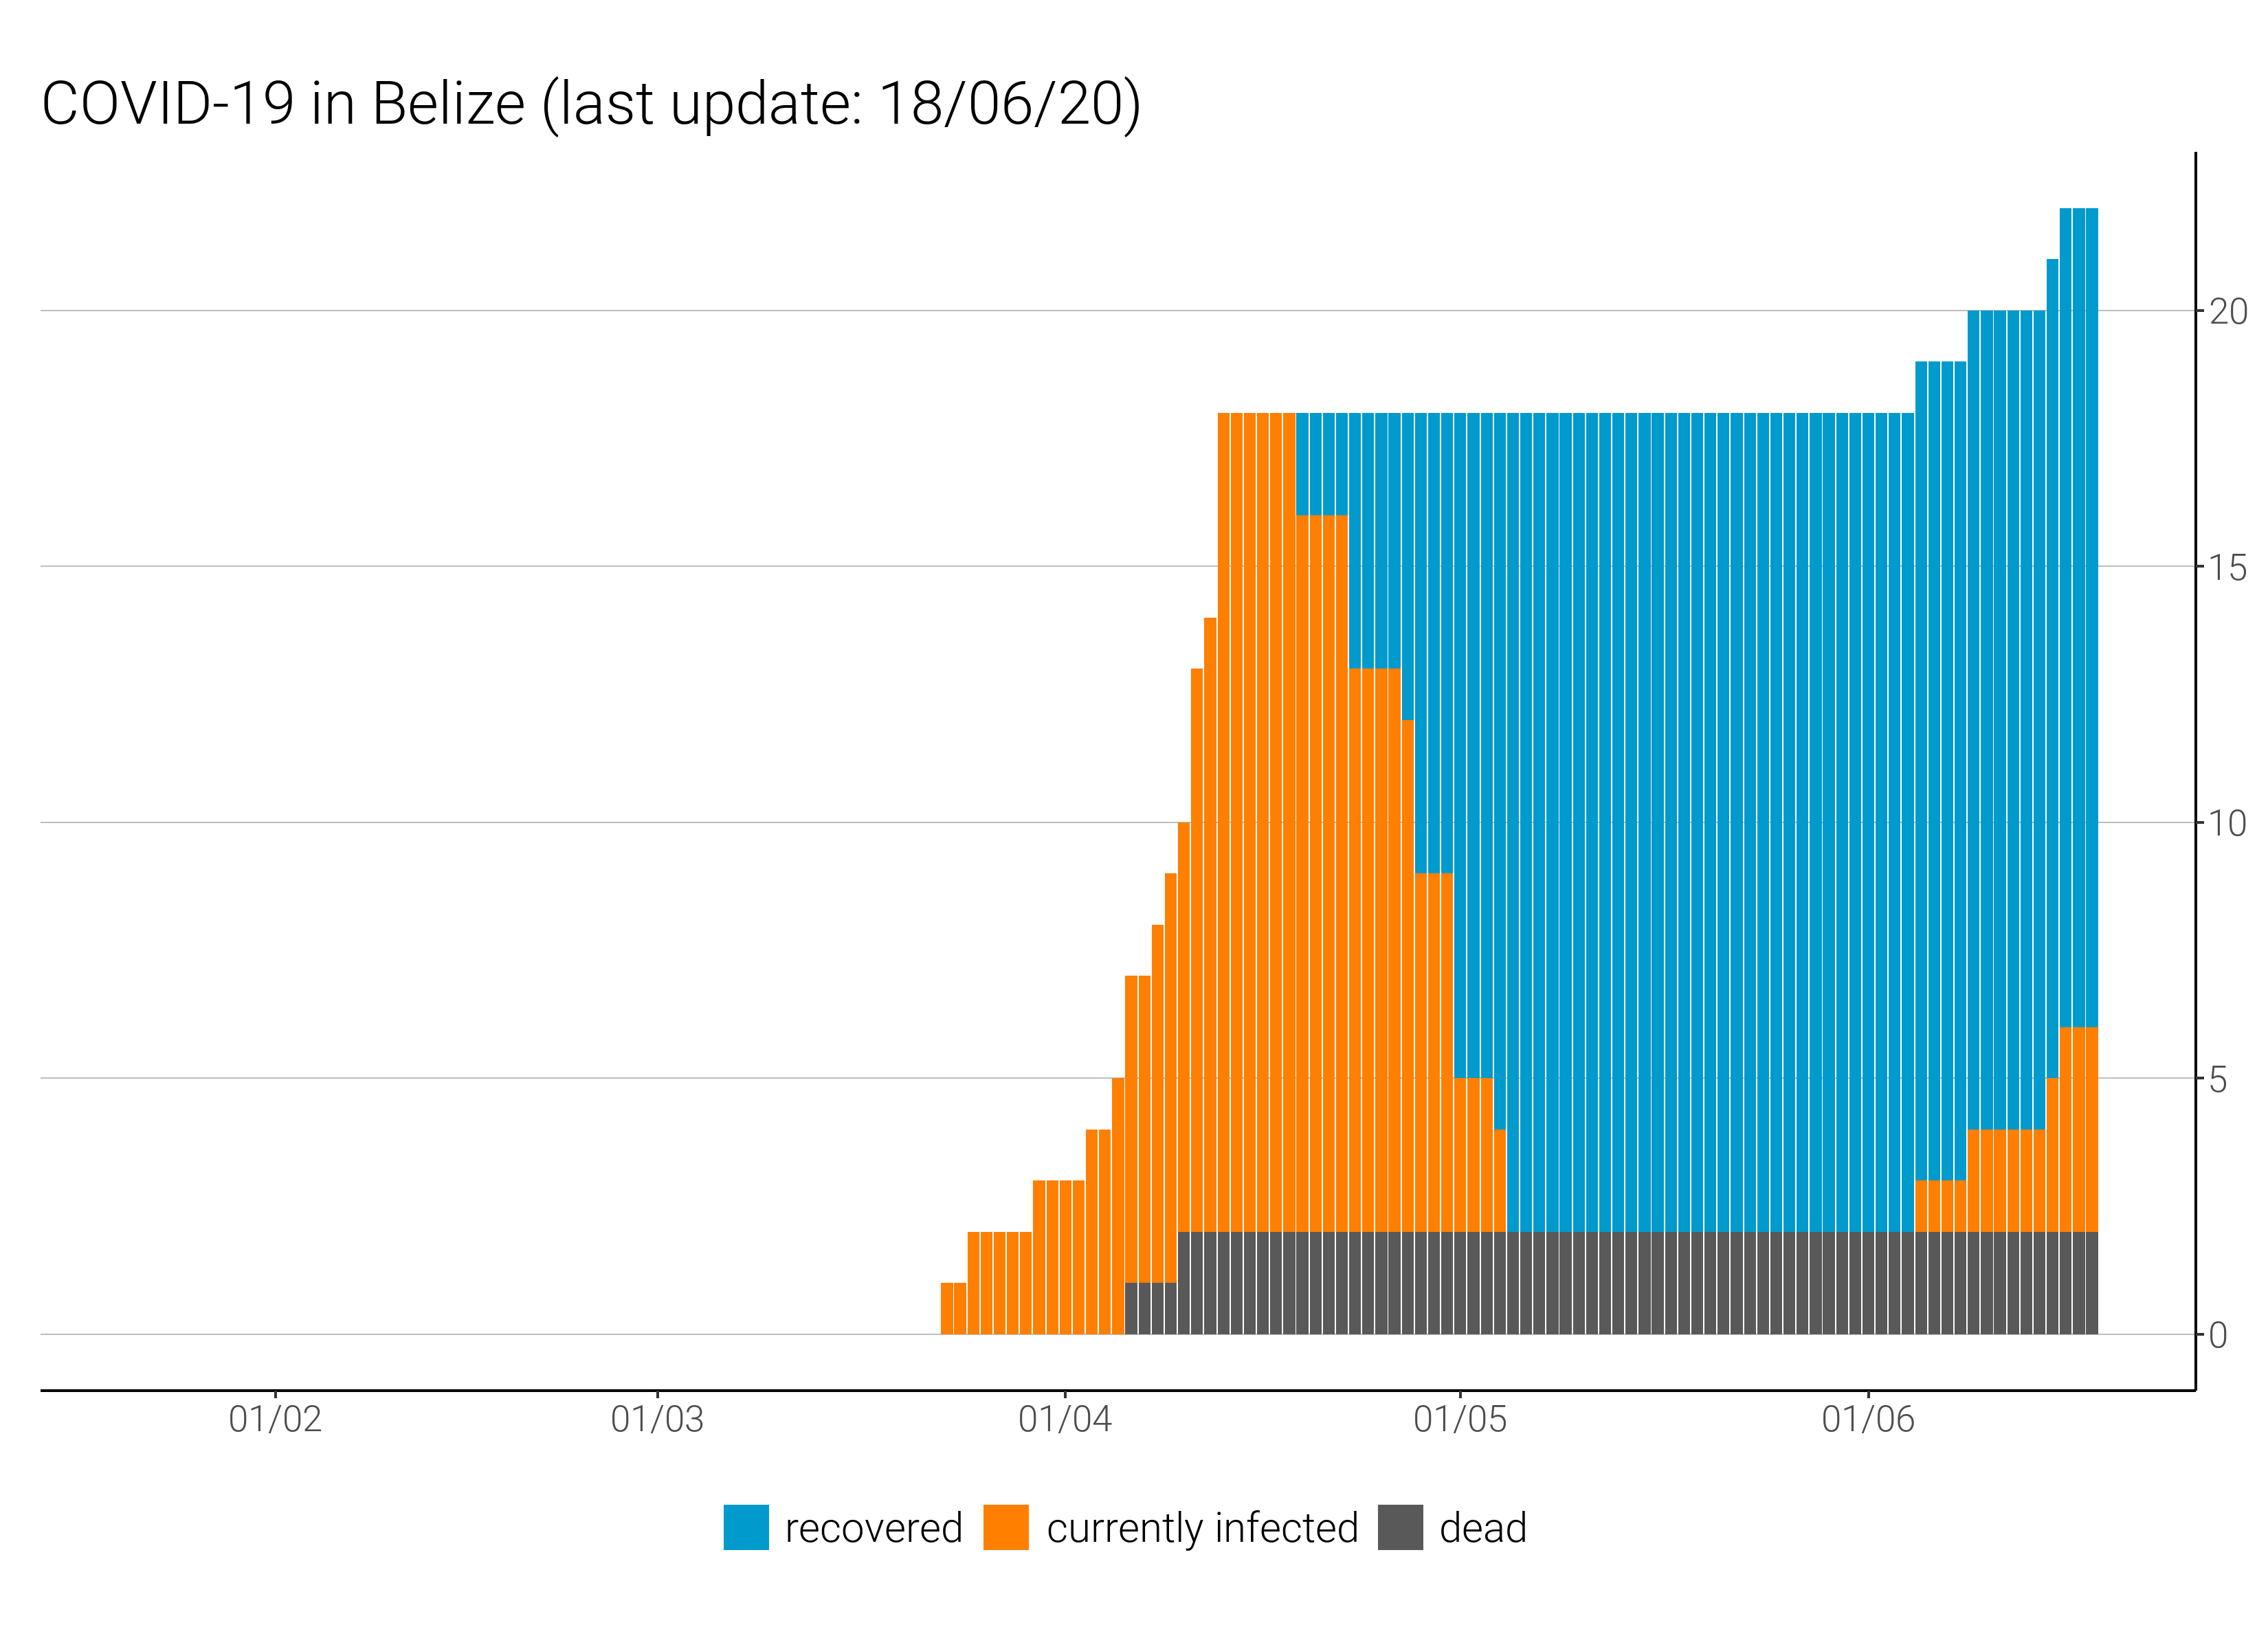 COVID-19 in Belize (last update: 18/06/20)
20
15
10
5
0
01/02 01/03 01/04 01/05 01/06
recovered currently infected dead